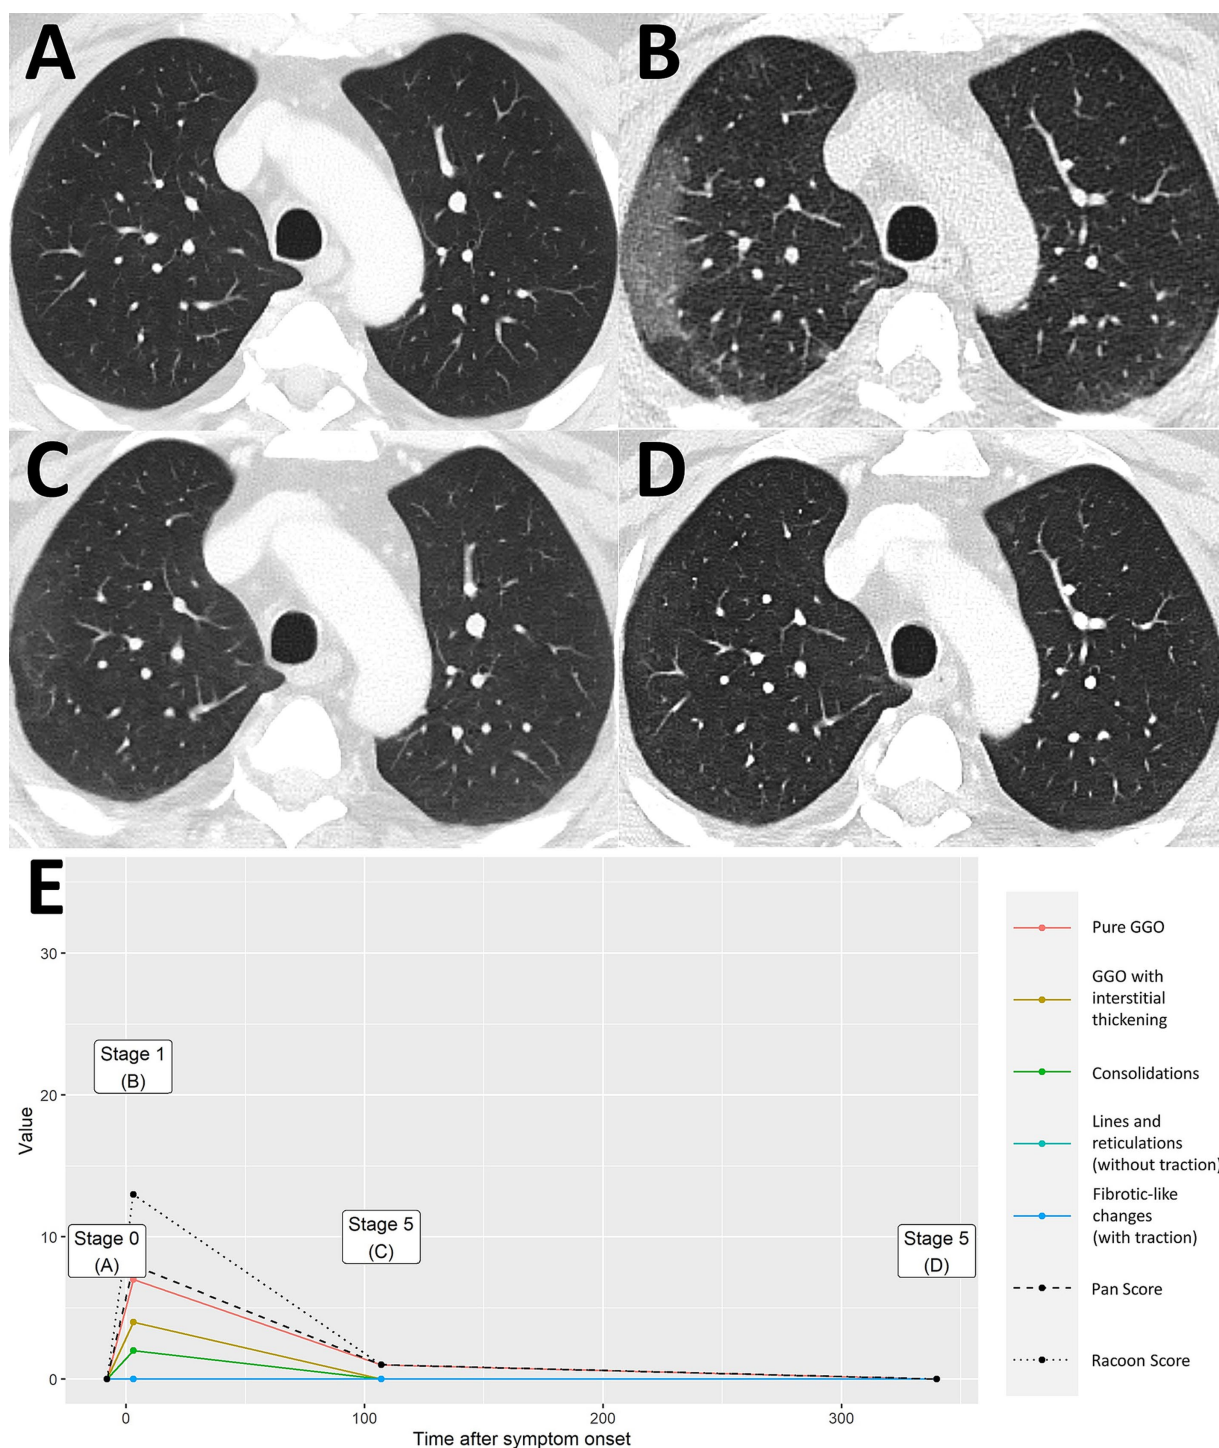 A
B
C
D
E
30
20
10
0
Value
Stage 1
(B)
Stage 0
(A)
Stage 5
(C)
Stage 5
(D)
0
100
200
300
Time after symptom onset
Pure GGO
GGO with
interstitial
thickening
Consolidations
Lines and
reticulations
(without traction)
Fibrotic-like
changes
(with traction)
Pan Score
Racoon Score